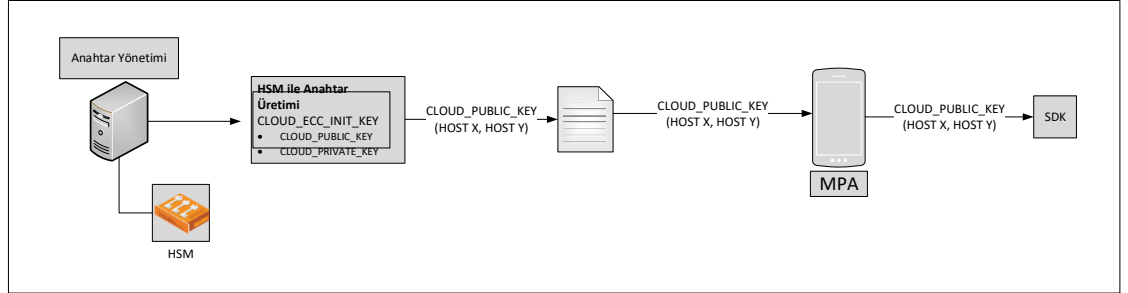 Anahtar Yönetimi
HSM ile Anahtar
Üretimi
CLOUD_ECC_INIT_KEY
• CLOUD_PUBLIC_KEY
• CLOUD_PRIVATE_KEY
CLOUD_PUBLIC_KEY
(HOST X, HOST Y)
CLOUD_PUBLIC_KEY
(HOST X, HOST Y)
CLOUD_PUBLIC_KEY
(HOST X, HOST Y)
SDK
MPA
HSM